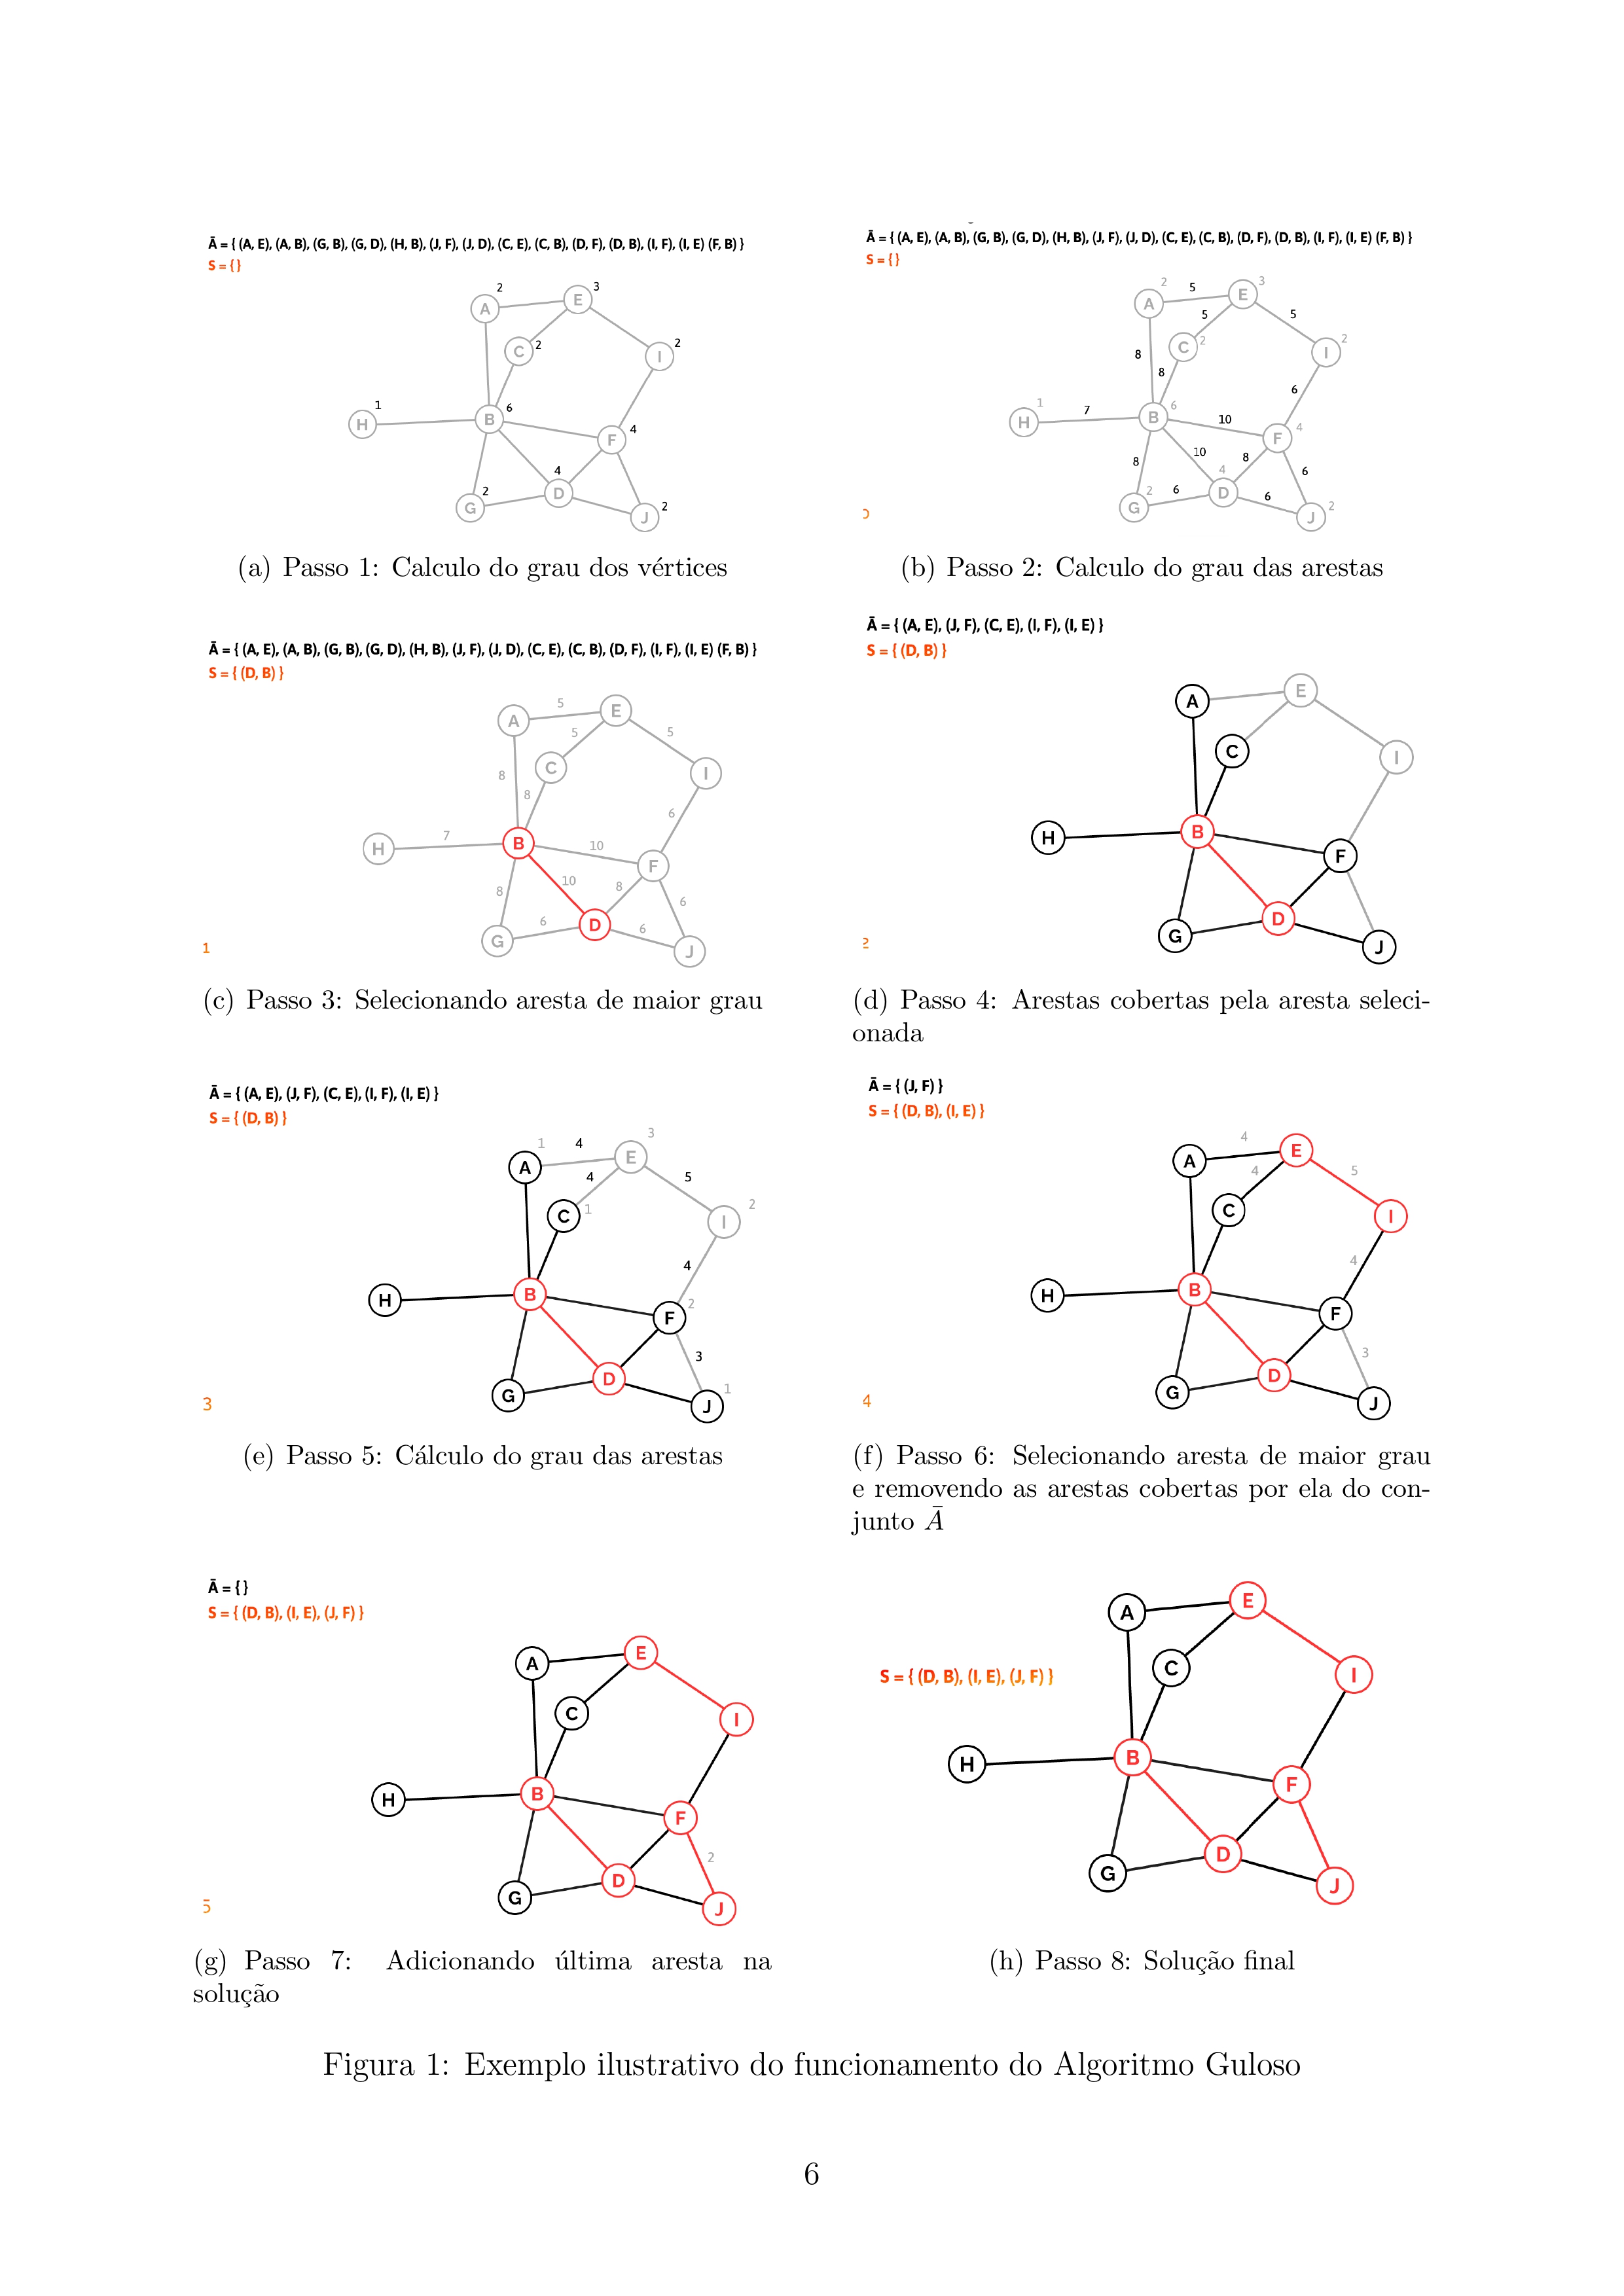 Ā = { (A, E), (A, B), (G, B), (G, D), (H, B), (J, F), (J, D), (C, E), (C, B), (D, F), (D, B), (I, F), (I, E) (F, B) }
S = { }
A 2
E 3
C 2
I 2
H 1
B 6
F 4
D 4
G 2
J 2
(a) Passo 1: Calculo do grau dos vértices
Ā = { (A, E), (A, B), (G, B), (G, D), (H, B), (J, F), (J, D), (C, E), (C, B), (D, F), (D, B), (I, F), (I, E) (F, B) }
S = { }
A 2 5 E 3
5 5
C 2 I 2
8 8 6
H 1 7 B 6 10 F 4
8 10 8 6
G 2 6 D 4 6 J 2
(b) Passo 2: Calculo do grau das arestas
Ā = { (A, E), (A, B), (G, B), (G, D), (H, B), (J, F), (J, D), (C, E), (C, B), (D, F), (I, F), (I, E) (F, B) }
S = { (D, B) }
A 5 E
5 5
C I
8 8 6
H 7 B 10 F
8 10 8 6
G 6 D 6 J
1
(c) Passo 3: Selecionando aresta de maior grau
Ā = { (A, E), (J, F), (C, E), (I, F), (I, E) }
S = { (D, B) }
A E
C I
H B F
G D J
2
(d) Passo 4: Arestas cobertas pela aresta seleci-
onada
Ā = { (A, E), (J, F), (C, E), (I, F), (I, E) }
S = { (D, B) }
A 1 4 E 3
4 5
C 1 I 2
4
H B F 2
3
G D J 1
3
(e) Passo 5: Cálculo do grau das arestas
Ā = { (J, F) }
S = { (D, B), (I, E) }
A 4 E
4 5
C I
4
H B F
3
G D J
4
(f) Passo 6: Selecionando aresta de maior grau
e removendo as arestas cobertas por ela do con-
junto Ā
Ā = { }
S = { (D, B), (I, E), (J, F) }
A E
C I
H B F
2
G D J
5
(g) Passo 7: Adicionando última aresta na
solução
S = { (D, B), (I, E), (J, F) }
A E
C I
H B F
G D J
(h) Passo 8: Solução final
Figura 1: Exemplo ilustrativo do funcionamento do Algoritmo Guloso
6